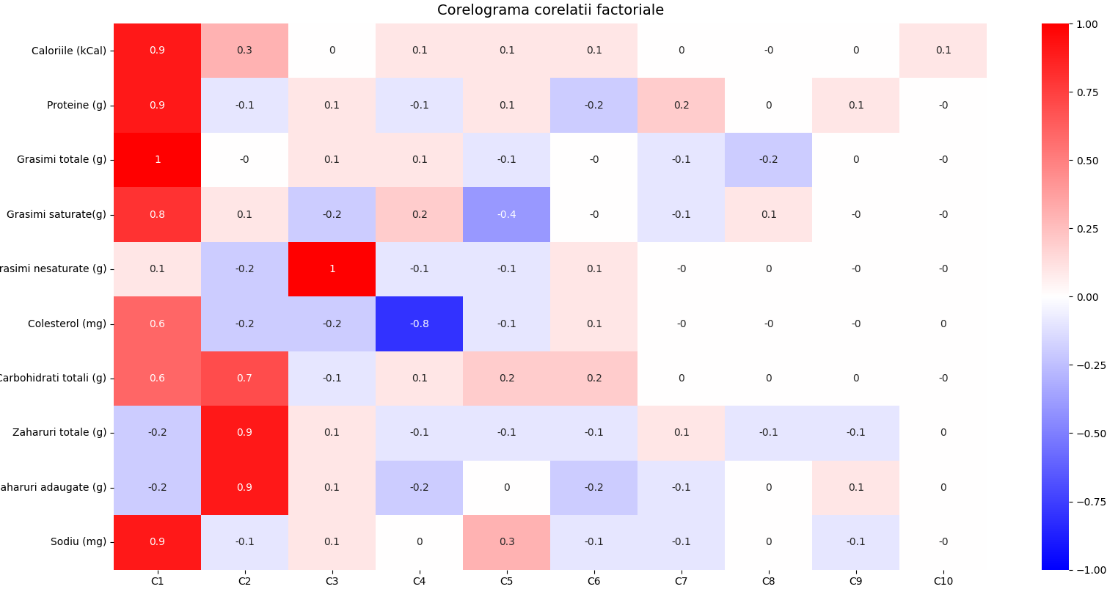 Corelograma corelatii factoriale
Caloriile (kCal) 0.9 0.3 0 0.1 0.1 0.1 0 -0 0 0.1
Proteine (g) 0.9 -0.1 0.1 -0.1 0.1 -0.2 0.2 0 0.1 -0
Grasimi totale (g) 1 -0 0.1 0.1 -0.1 -0 -0.1 -0.2 0 -0
Grasimi saturate(g) 0.8 0.1 -0.2 0.2 -0.4 -0 -0.1 0.1 -0 -0
rasimi nesaturate (g) 0.1 -0.2 1 -0.1 -0.1 0.1 -0 0 -0 -0
Colesterol (mg) 0.6 -0.2 -0.2 -0.8 -0.1 0.1 -0 -0 -0 0
Carbohidrati totali (g) 0.6 0.7 -0.1 0.1 0.2 0.2 0 0 0 -0
Zaharuri totale (g) -0.2 0.9 0.1 -0.1 -0.1 -0.1 0.1 -0.1 -0.1 0
aharuri adaugate (g) -0.2 0.9 0.1 -0.2 0 -0.2 -0.1 0 0.1 0
Sodiu (mg) 0.9 -0.1 0.1 0 0.3 -0.1 -0.1 0 -0.1 -0
C1 C2 C3 C4 C5 C6 C7 C8 C9 C10
1.00
0.75
0.50
0.25
0.00
−0.25
−0.50
−0.75
−1.00